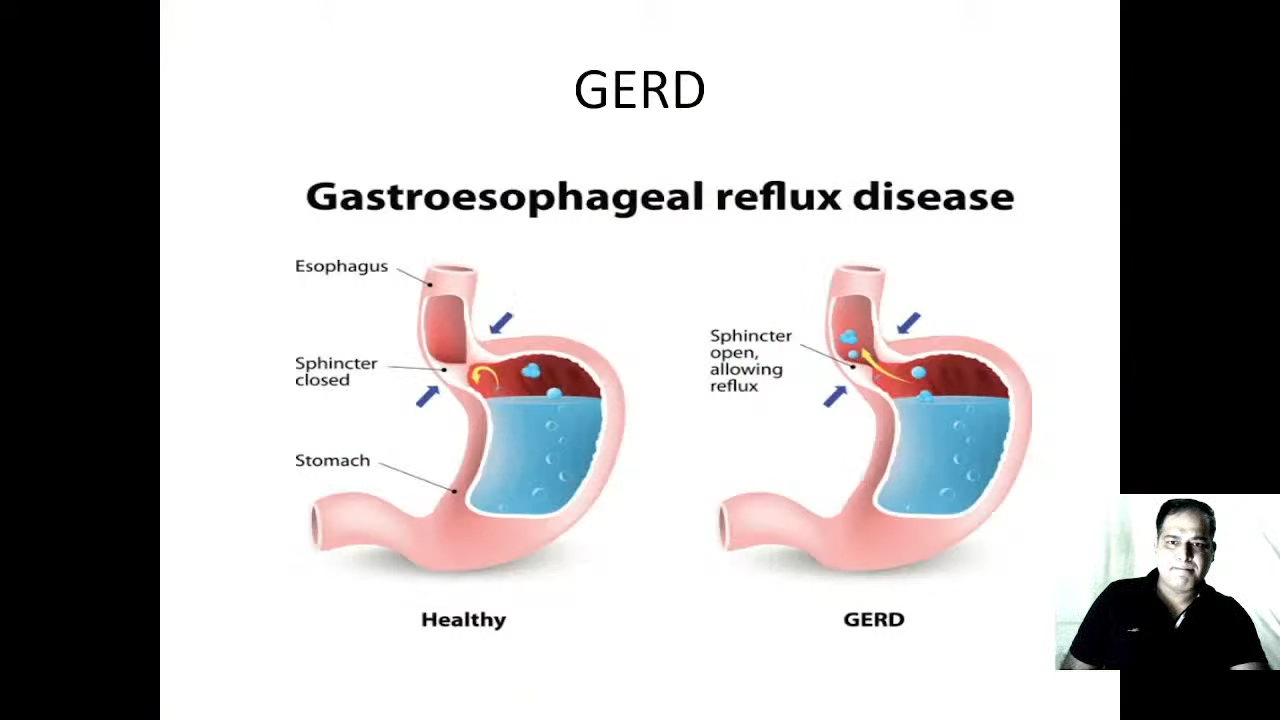 GERD
Gastroesophageal reflux disease
Esophagus
Sphincter
closed
Stomach
Healthy
Sphincter
open,
allowing
reflux
GERD